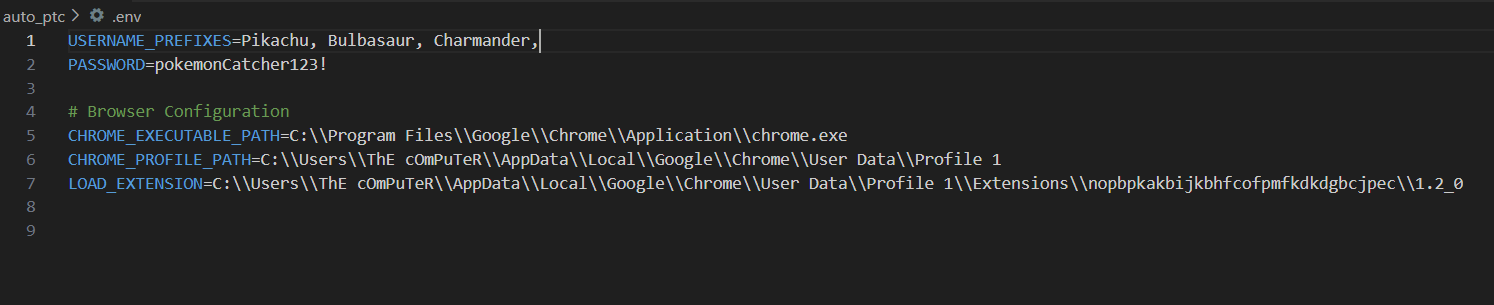 auto_ptc > .env
1 USERNAME_PREFIXES=Pikachu, Bulbasaur, Charmander,
2 PASSWORD=pokemonCatcher123!
3
4 # Browser Configuration
5 CHROME_EXECUTABLE_PATH=C:\\Program Files\\Google\\Chrome\\Application\\chrome.exe
6 CHROME_PROFILE_PATH=C:\\Users\\ThE cOmPuTeR\\AppData\\Local\\Google\\Chrome\\User Data\\Profile 1
7 LOAD_EXTENSION=C:\\Users\\ThE cOmPuTeR\\AppData\\Local\\Google\\Chrome\\User Data\\Profile 1\\Extensions\\nopbpkakbijkbhfcofpmfkdkdgbcjpec\\1.2_0
8
9